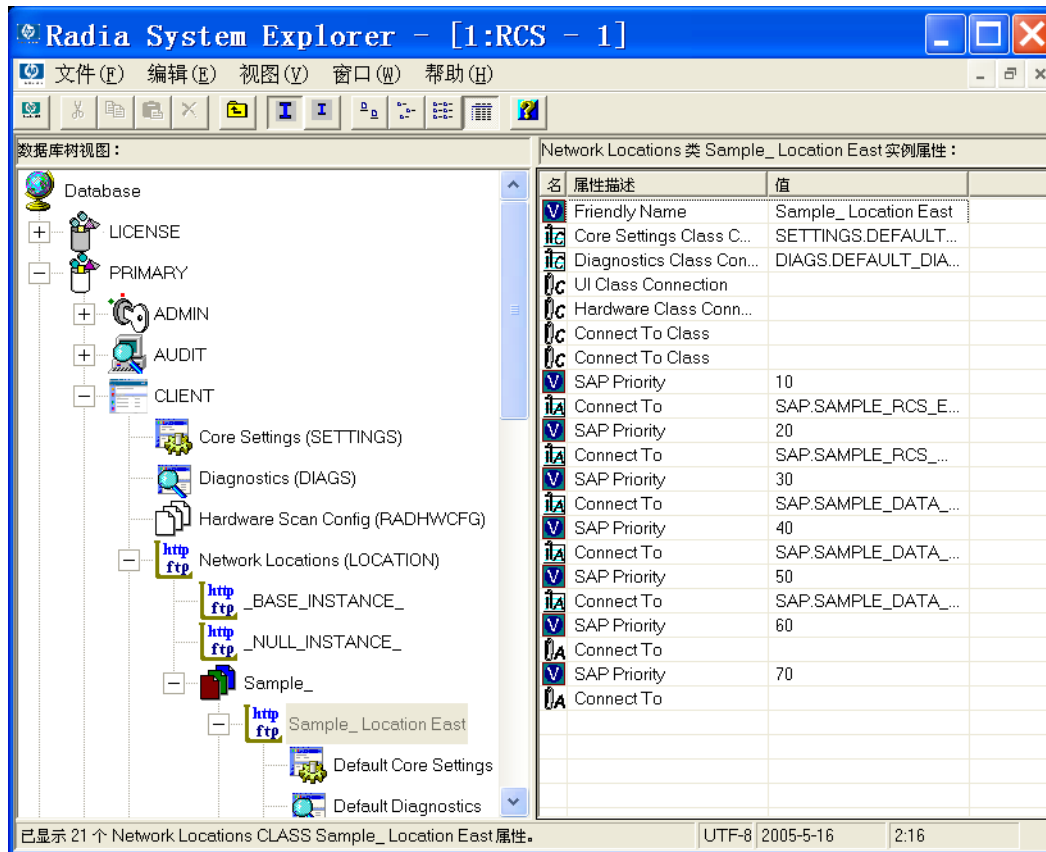 Radia System Explorer - [1:RCS - 1]
文件(F) 编辑(E) 视图(V) 窗口(W) 帮助(H)
数据库树视图：
Database
LICENSE
PRIMARY
ADMIN
AUDIT
CLIENT
Core Settings (SETTINGS)
Diagnostics (DIAGS)
Hardware Scan Config (RADHWCFG)
http ftp Network Locations (LOCATION)
http ftp _BASE_INSTANCE_
http ftp _NULL_INSTANCE_
Sample_
http ftp Sample_ Location East
Default Core Settings
Default Diagnostics
Network Locations 类 Sample_ Location East 实例属性：
名 属性描述 值
V Friendly Name Sample_ Location East
C Core Settings Class C... SETTINGS.DEFAULT...
C Diagnostics Class Con... DIAGS.DEFAULT_DIA...
C UI Class Connection
C Hardware Class Conn...
C Connect To Class
C Connect To Class
V SAP Priority 10
A Connect To SAP.SAMPLE_RCS_E...
V SAP Priority 20
A Connect To SAP.SAMPLE_RCS_...
V SAP Priority 30
A Connect To SAP.SAMPLE_DATA_...
V SAP Priority 40
A Connect To SAP.SAMPLE_DATA_...
V SAP Priority 50
A Connect To SAP.SAMPLE_DATA_...
V SAP Priority 60
A Connect To
V SAP Priority 70
A Connect To
已显示 21 个 Network Locations CLASS Sample_ Location East 属性。 UTF-8 2005-5-16 2:16